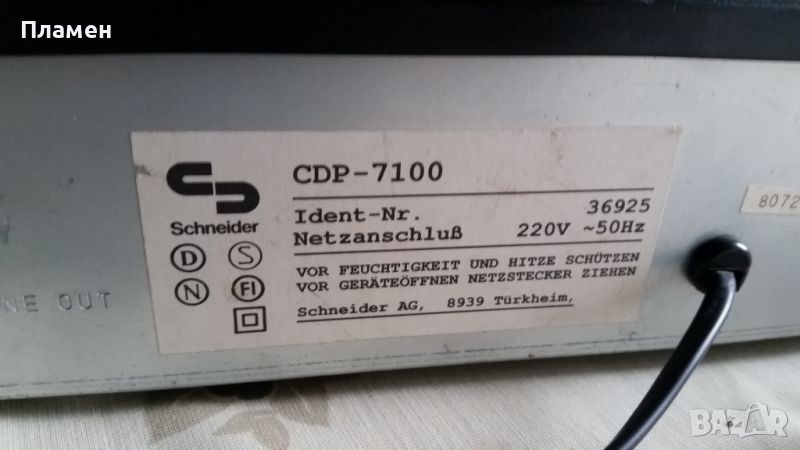 Пламен
CDP-7100
Schneider
Ident-Nr. 36925
Netzanschluß 220V ~50Hz
D S
N FI
VOR FEUCHTIGKEIT UND HITZE SCHÜTZEN
VOR GERÄTEÖFFNEN NETZSTECKER ZIEHEN
Schneider AG, 8939 Türkheim,
NE OUT
8072
BAZAR